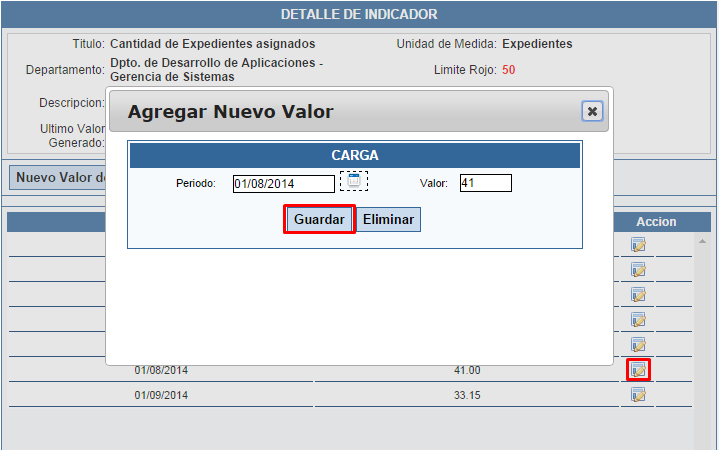 DETALLE DE INDICADOR
Título: Cantidad de Expedientes asignados Unidad de Medida: Expedientes
Departamento: Dpto. de Desarrollo de Aplicaciones - Gerencia de Sistemas Limite Rojo: 50
Descripcion:
Ultimo Valor Generado:
Agregar Nuevo Valor
CARGA
Periodo: 01/08/2014 Valor: 41
Guardar Eliminar
Nuevo Valor
Accion
01/08/2014 41.00
01/09/2014 33.15